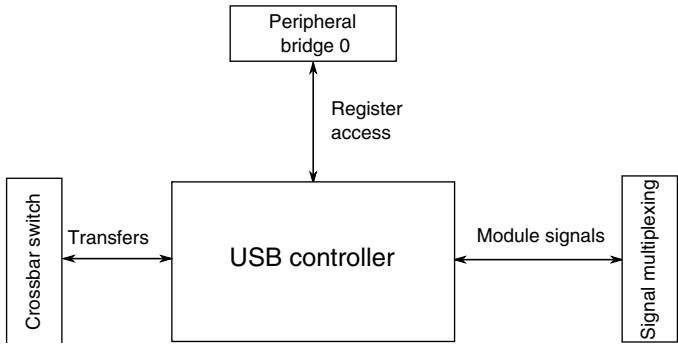 Peripheral
bridge 0
Register
access
Crossbar switch
Transfers
USB controller
Module signals
Signal multiplexing